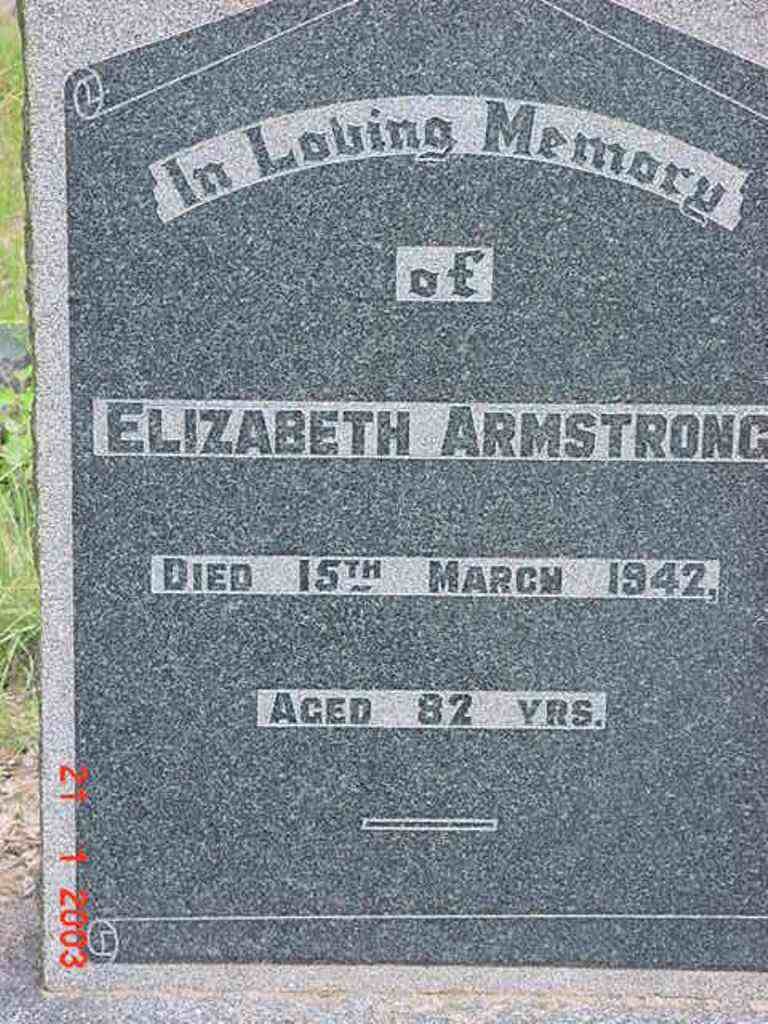 In Loving Memory
of
ELIZABETH ARMSTRONG
DIED 15TH MARCH 1942,
AGED 82 YRS.
21 1 2003